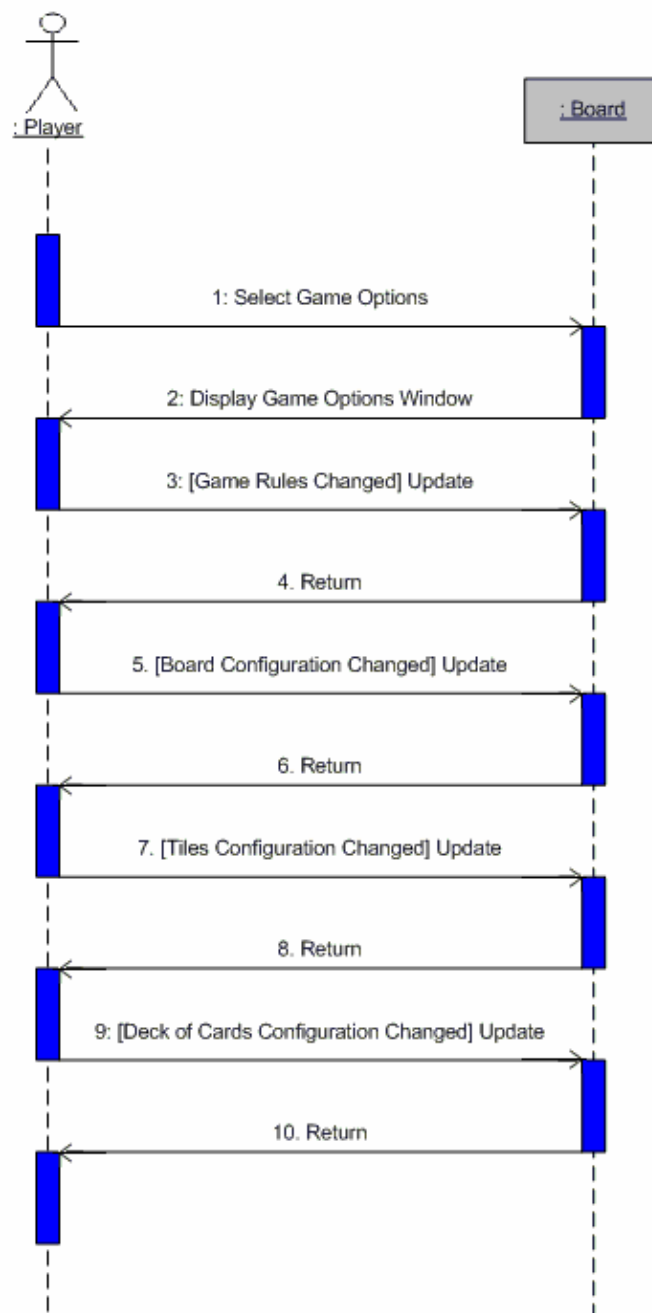 : Player
: Board
1: Select Game Options
2: Display Game Options Window
3: [Game Rules Changed] Update
4. Return
5. [Board Configuration Changed] Update
6. Return
7. [Tiles Configuration Changed] Update
8. Return
9: [Deck of Cards Configuration Changed] Update
10. Return